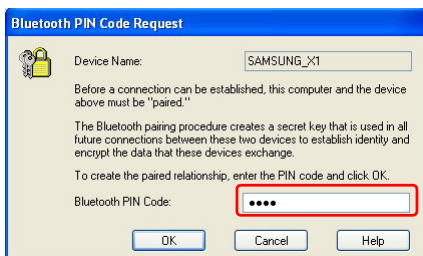 Bluetooth PIN Code Request
Device Name: SAMSUNG_X1
Before a connection can be established, this computer and the device
above must be "paired."
The Bluetooth pairing procedure creates a secret key that is used in all
future connections between these two devices to establish identity and
encrypt the data that these devices exchange.
To create the paired relationship, enter the PIN code and click OK.
Bluetooth PIN Code: ••••
OK Cancel Help